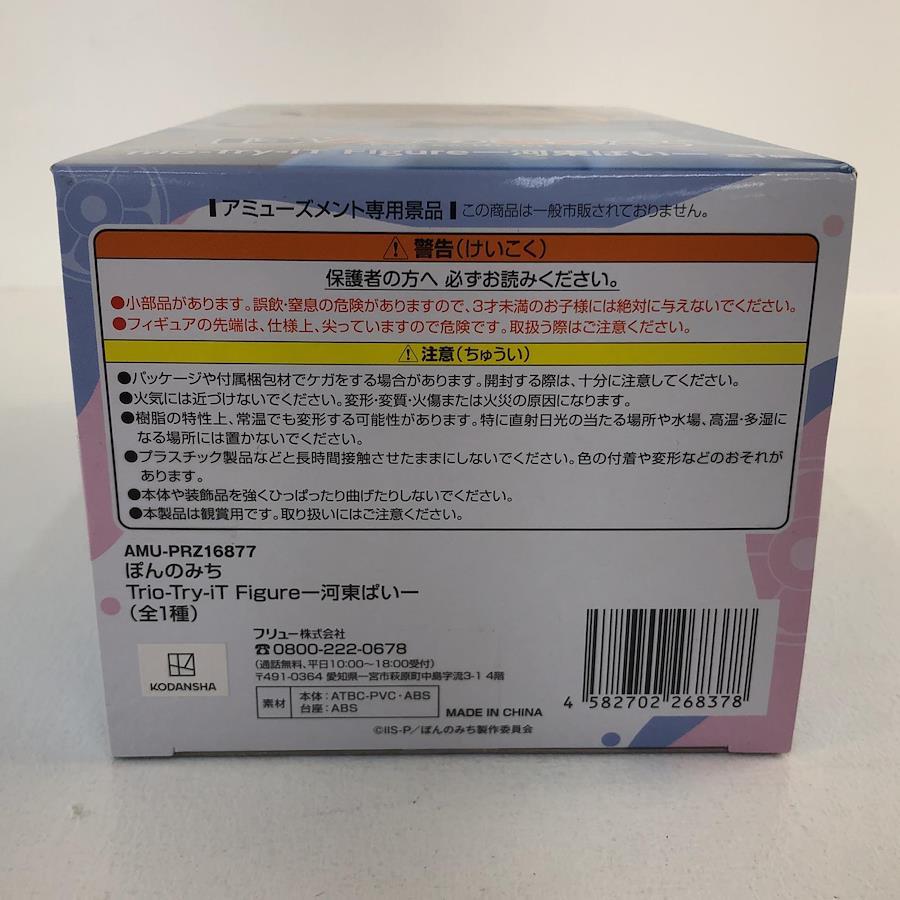 Trio-Try-iT Figure
アミューズメント専用景品 この商品は一般市販されておりません。
警告(けいこく)
保護者の方へ 必ずお読みください。
●小部品があります。誤飲・窒息の危険がありますので、3才未満のお子様には絶対に与えないでください。
●フィギュアの先端は、仕様上、尖っていますので危険です。取扱う際はご注意ください。
注意(ちゅうい)
●パッケージや付属梱包材でケガをする場合があります。開封する際は、十分に注意してください。
●火気には近づけないでください。変形・変質・火傷または火災の原因になります。
●樹脂の特性上、常温でも変形する可能性があります。特に直射日光の当たる場所や水場、高温・多湿に
なる場所には置かないでください。
●プラスチック製品などと長時間接触させたままにしないでください。色の付着や変形などのおそれが
あります。
●本体や装飾品を強くひっぱったり曲げたりしないでください。
●本製品は観賞用です。取り扱いにはご注意ください。
AMU-PRZ16877
ぽんのみち
Trio-Try-iT Figureー河東ぱいー
(全1種)
フリュー株式会社
☎0800-222-0678
(通話無料、平日10:00〜18:00受付)
〒491-0364 愛知県一宮市萩原町中島字流3-1 4階
KODANSHA
素材 本体:ATBC-PVC・ABS
台座:ABS
MADE IN CHINA
4 582702 268378
©IIS-P/ぽんのみち製作委員会